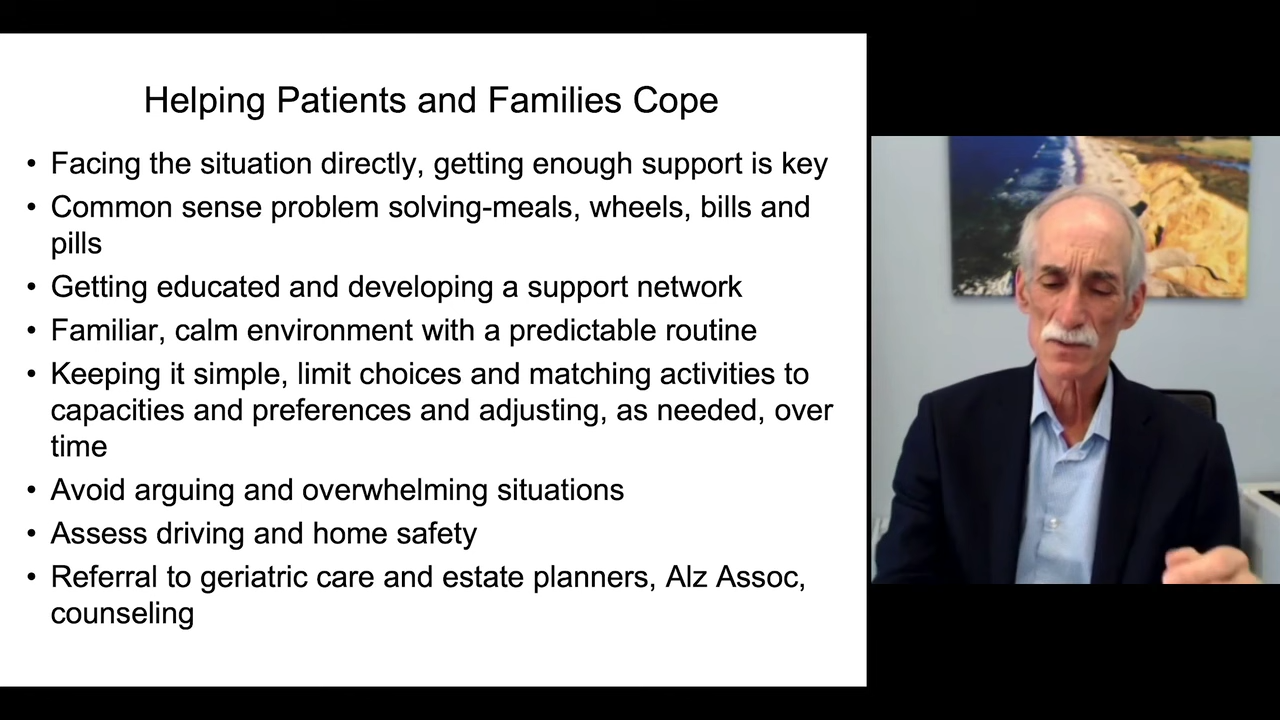 Helping Patients and Families Cope
• Facing the situation directly, getting enough support is key
• Common sense problem solving-meals, wheels, bills and
pills
• Getting educated and developing a support network
• Familiar, calm environment with a predictable routine
• Keeping it simple, limit choices and matching activities to
capacities and preferences and adjusting, as needed, over
time
• Avoid arguing and overwhelming situations
• Assess driving and home safety
• Referral to geriatric care and estate planners, Alz Assoc,
counseling